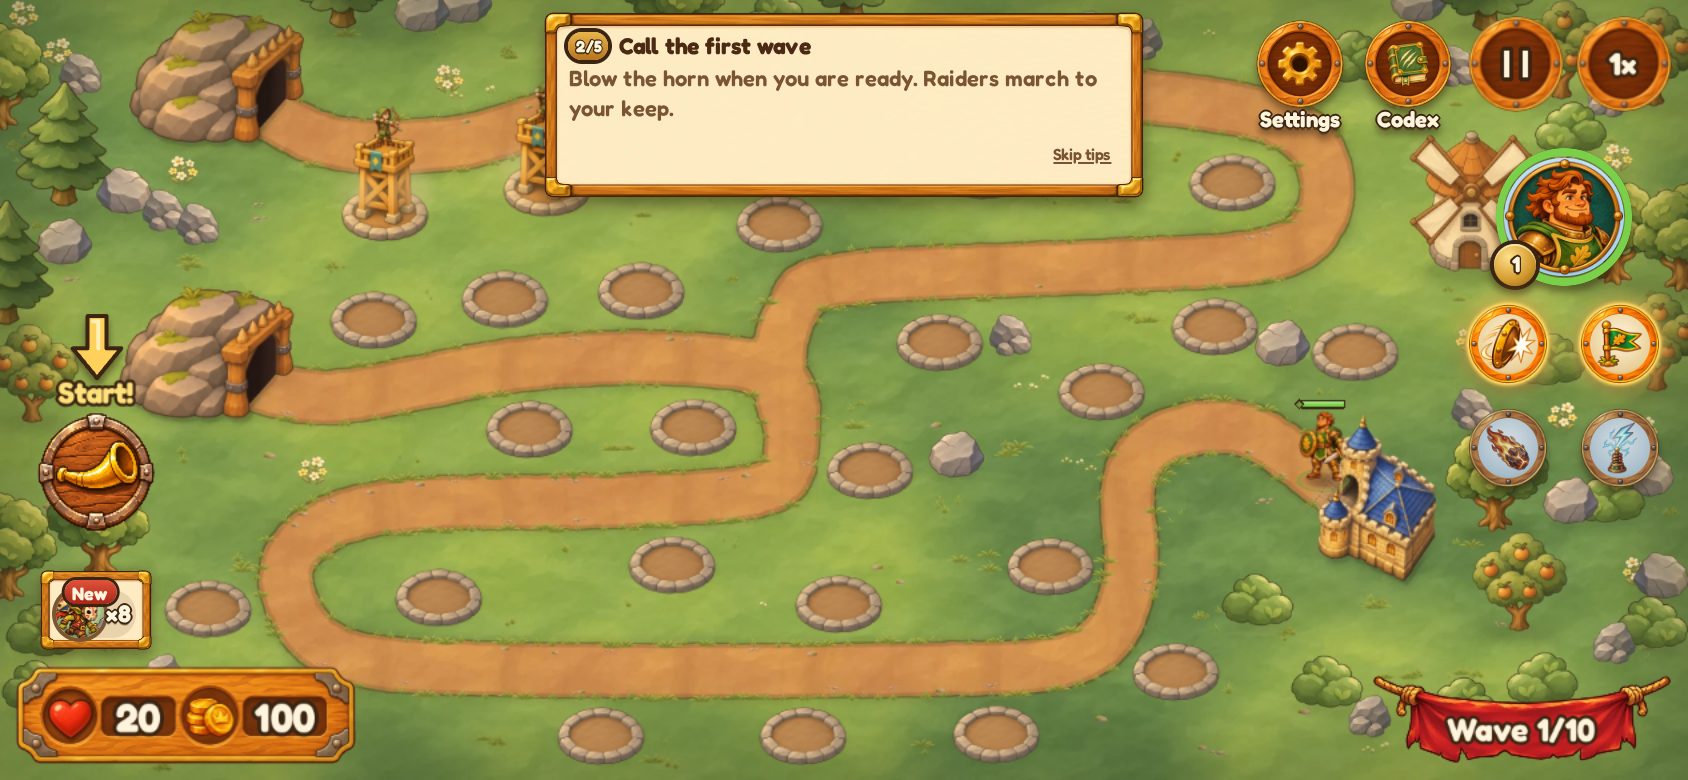 2/5 Call the first wave
Blow the horn when you are ready. Raiders march to
your keep.
Skip tips
Settings
Codex
1x
1
Start!
New
x8
20
100
Wave 1/10